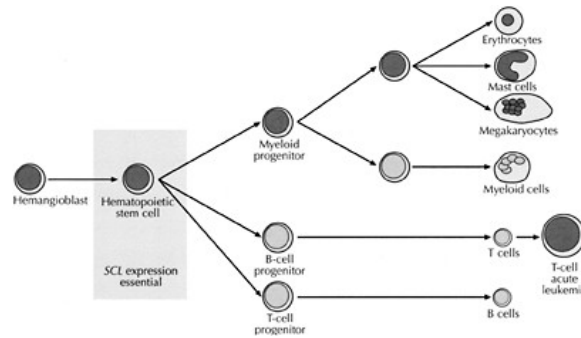 Erythrocytes
Mast cells
Myeloid
progenitor
Megakaryocytes
Hemangioblast
Hematopoietic
stem cell
Myeloid cells
SCL expression
essential
B-cell
progenitor
T cells
T-cell
acute
leukemi
T-cell
progenitor
B cells